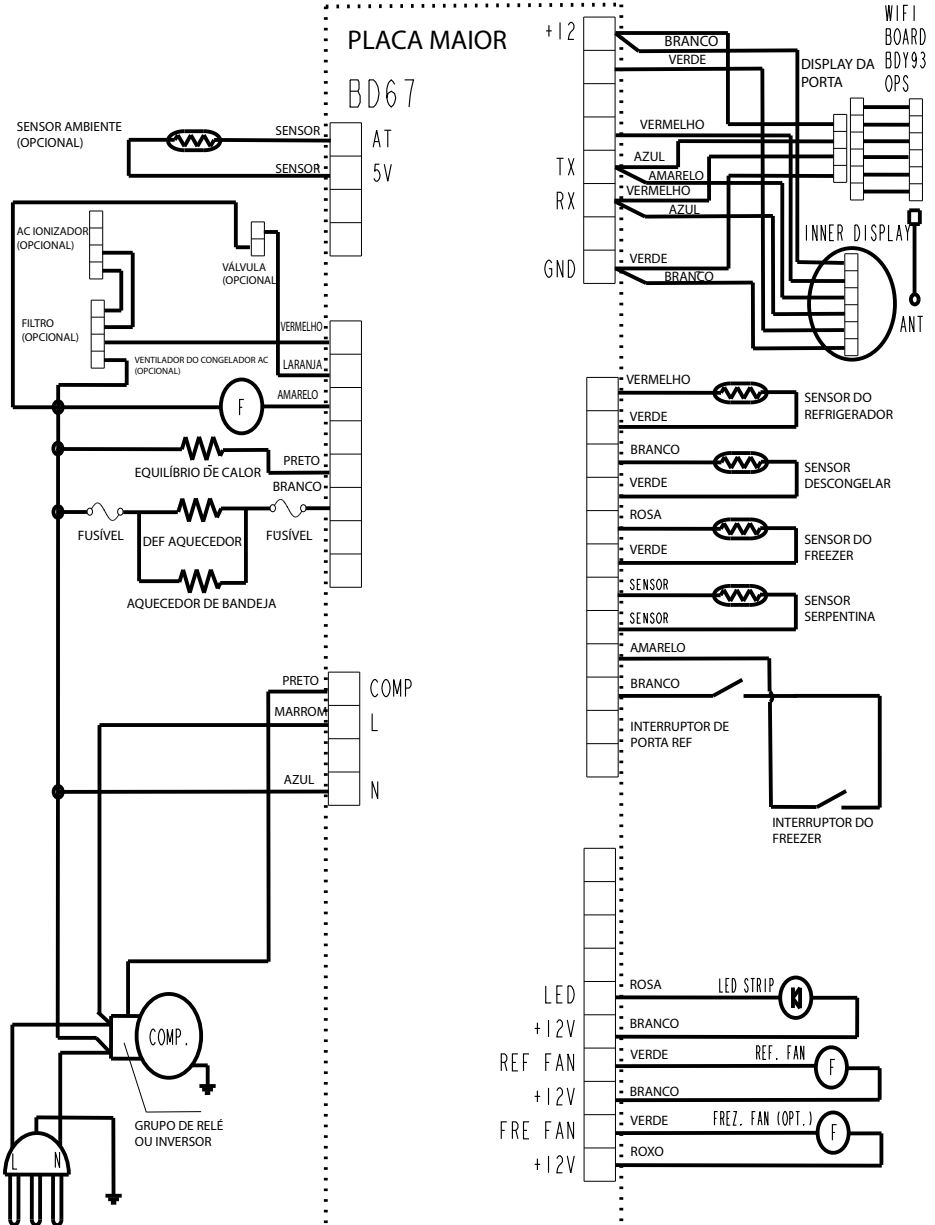 PLACA MAIOR
BD67
SENSOR AMBIENTE
(OPCIONAL)
SENSOR
SENSOR
AT
5V
AC IONIZADOR
(OPCIONAL)
VÁLVULA
(OPCIONAL
FILTRO
(OPCIONAL)
VENTILADOR DO CONGELADOR AC
(OPCIONAL)
VERMELHO
LARANJA
AMARELO
F
EQUILÍBRIO DE CALOR
PRETO
BRANCO
FUSÍVEL
DEF AQUECEDOR
FUSÍVEL
AQUECEDOR DE BANDEJA
PRETO
COMP
MARROM
L
AZUL
N
COMP.
GRUPO DE RELÉ
OU INVERSOR
L
N
+12
BRANCO
VERDE
DISPLAY DA
PORTA
WIFI
BOARD
BDY93
OPS
VERMELHO
TX
AZUL
AMARELO
RX
VERMELHO
AZUL
INNER DISPLAY
GND
VERDE
BRANCO
ANT
VERMELHO
VERDE
SENSOR DO
REFRIGERADOR
BRANCO
VERDE
SENSOR
DESCONGELAR
ROSA
VERDE
SENSOR DO
FREEZER
SENSOR
SENSOR
SENSOR
SERPENTINA
AMARELO
BRANCO
INTERRUPTOR DE
PORTA REF
INTERRUPTOR DO
FREEZER
LED
ROSA
LED STRIP
+12V
BRANCO
REF FAN
VERDE
REF. FAN
F
+12V
BRANCO
FRE FAN
VERDE
FREZ. FAN (OPT.)
F
+12V
ROXO